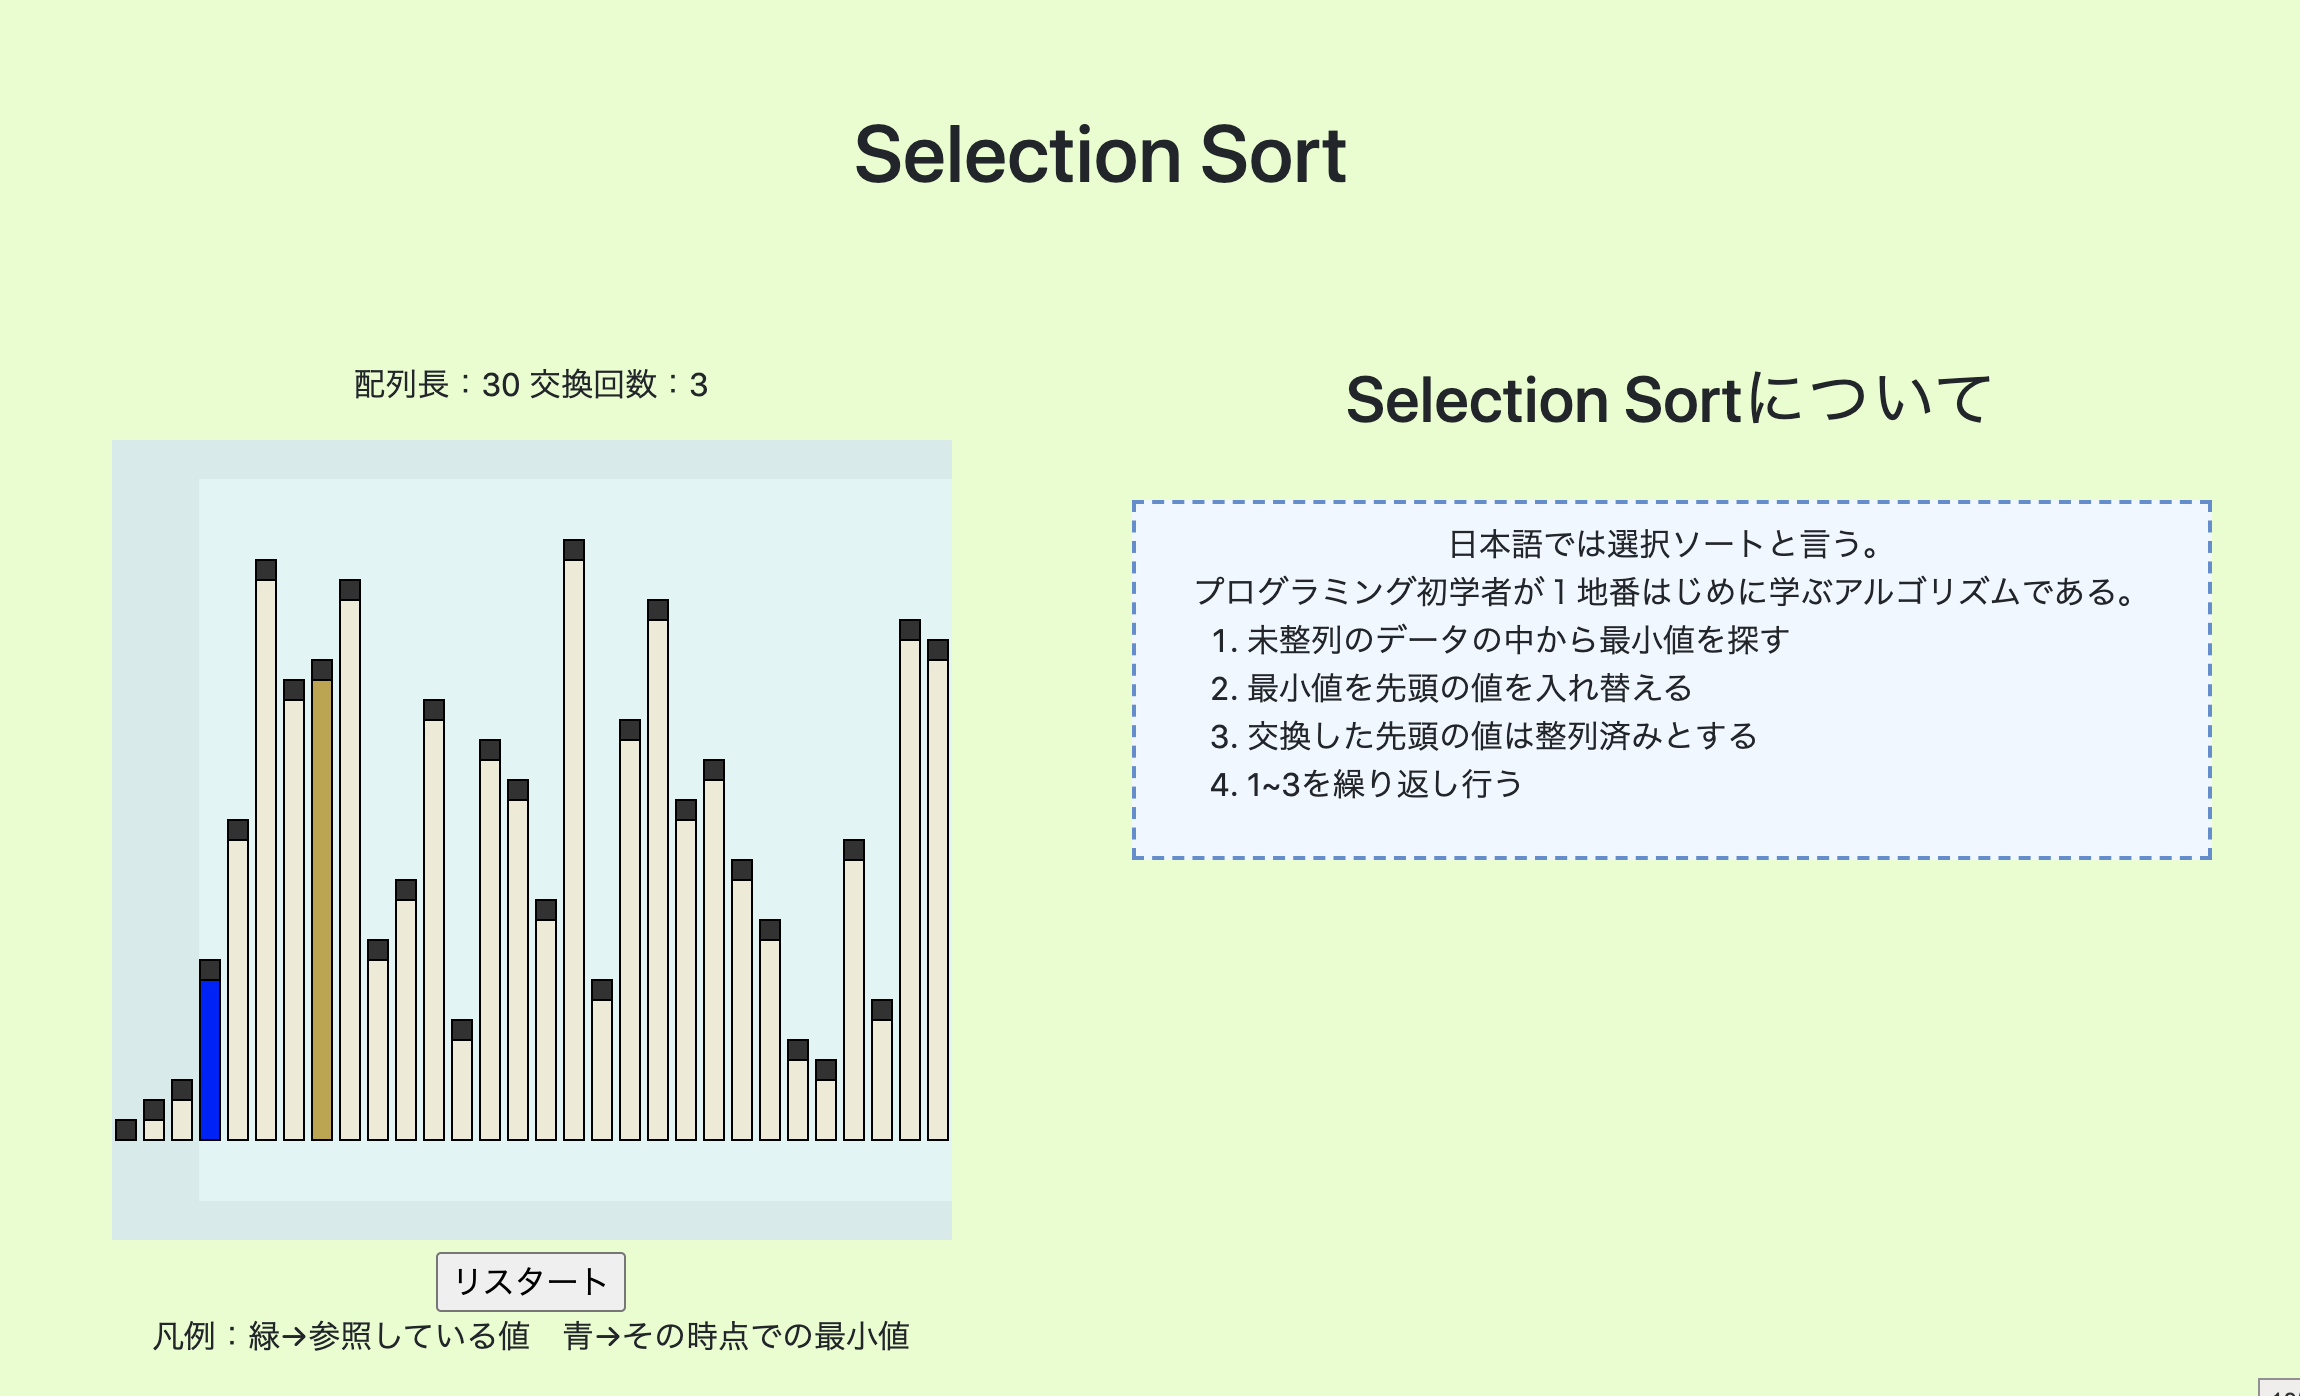 Selection Sort
配列長：30 交換回数：3
リスタート
凡例：緑→参照している値　青→その時点での最小値
Selection Sortについて
日本語では選択ソートと言う。
プログラミング初学者が１地番はじめに学ぶアルゴリズムである。
1. 未整列のデータの中から最小値を探す
2. 最小値を先頭の値を入れ替える
3. 交換した先頭の値は整列済みとする
4. 1~3を繰り返し行う